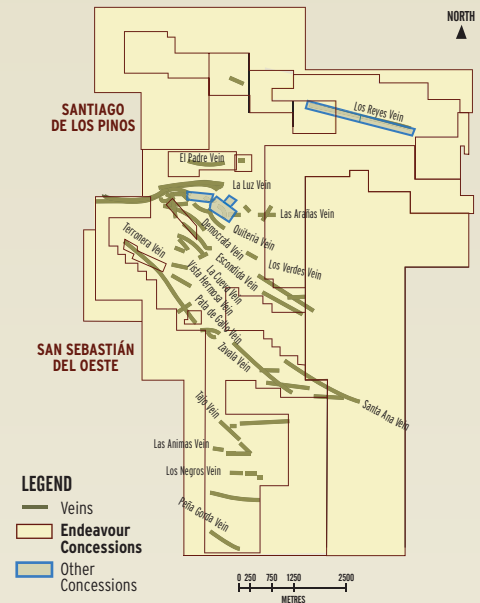 NORTH
SANTIAGO
DE LOS PINOS
Los Reyes Vein
El Padre Vein
La Luz Vein
Las Arañas Vein
Quiteria Vein
Democrata Vein
Terronera Vein
Escondida Vein
Los Verdes Vein
La Cueva Vein
Vista Hermosa Vein
Pata de Gallo Vein
SAN SEBASTIÁN
DEL OESTE
Zavala Vein
Santa Ana Vein
Tajo Vein
Las Animas Vein
Los Negros Vein
Peña Gorda Vein
LEGEND
Veins
Endeavour
Concessions
Other
Concessions
0 250 750 1250 2500
METRES